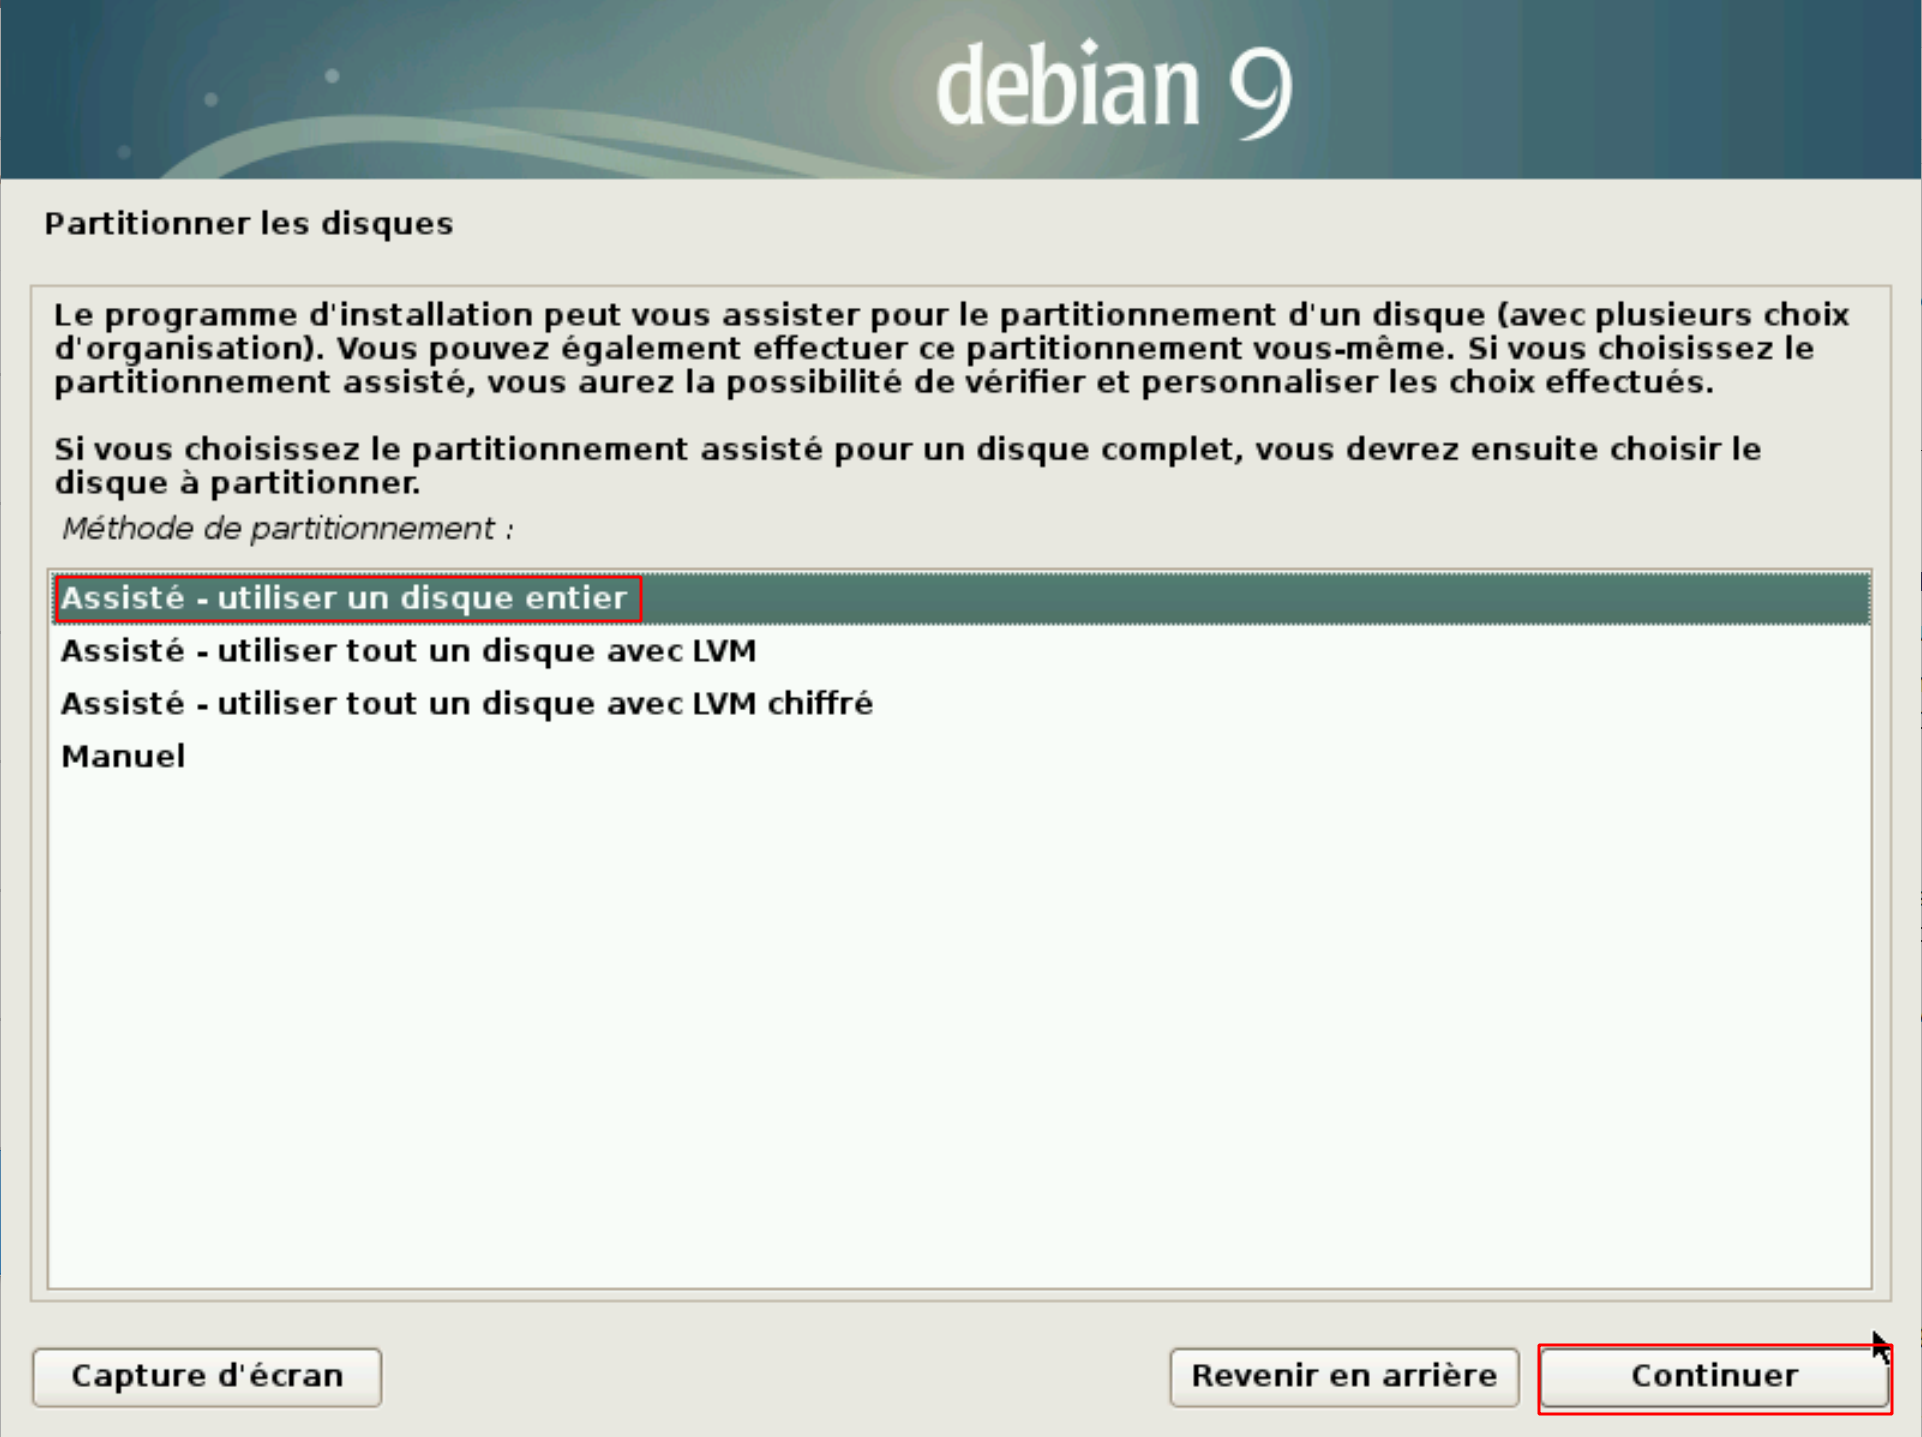 debian 9
Partitionner les disques
Le programme d'installation peut vous assister pour le partitionnement d'un disque (avec plusieurs choix
d'organisation). Vous pouvez également effectuer ce partitionnement vous-même. Si vous choisissez le
partitionnement assisté, vous aurez la possibilité de vérifier et personnaliser les choix effectués.
Si vous choisissez le partitionnement assisté pour un disque complet, vous devrez ensuite choisir le
disque à partitionner.
Méthode de partitionnement :
Assisté - utiliser un disque entier
Assisté - utiliser tout un disque avec LVM
Assisté - utiliser tout un disque avec LVM chiffré
Manuel
Capture d'écran
Revenir en arrière
Continuer